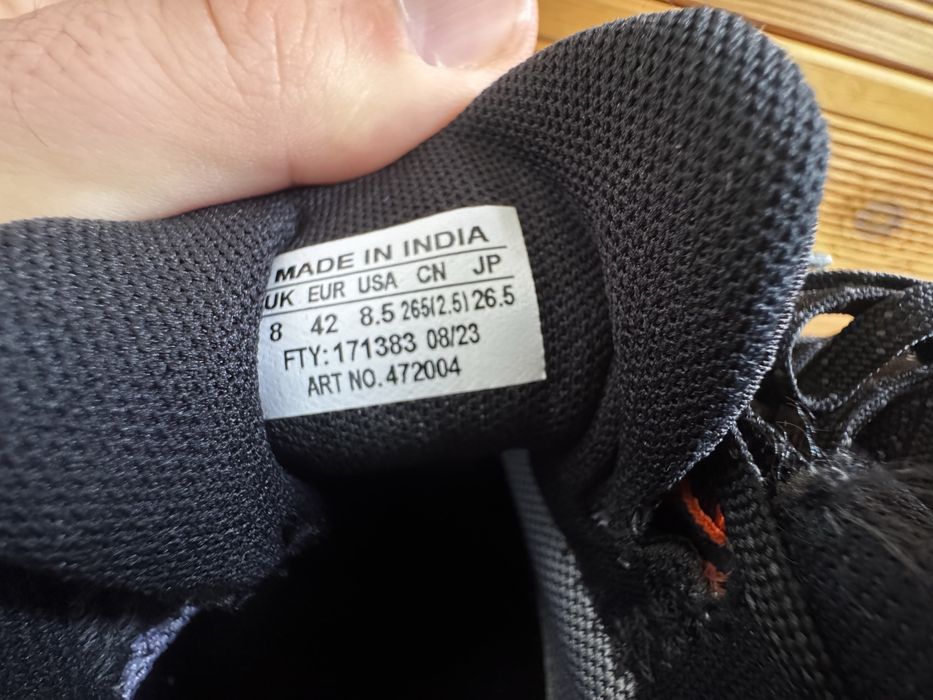 MADE IN INDIA
UK EUR USA CN JP
8 42 8.5 265(2.5) 26.5
FTY: 171383 08/23
ART NO. 472004